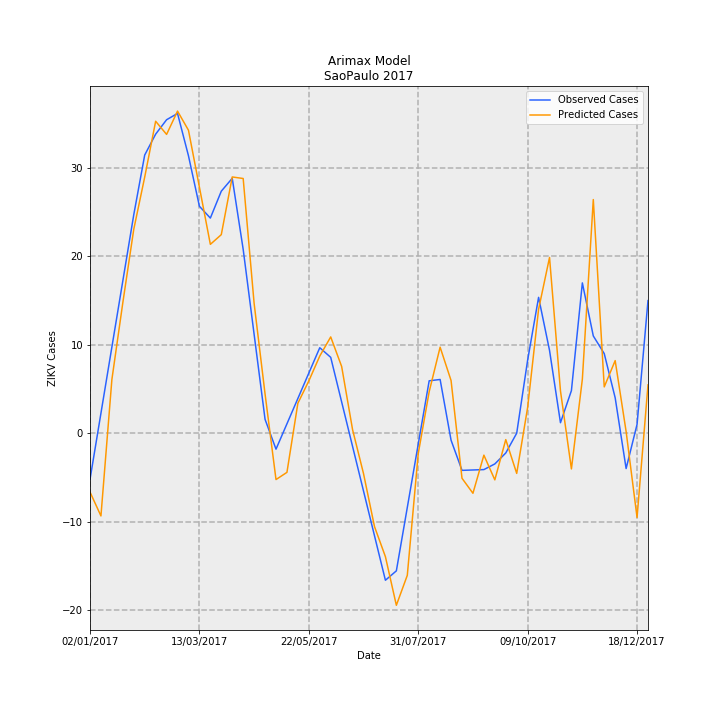 Arimax Model
SaoPaulo 2017
Observed Cases
Predicted Cases
ZIKV Cases
30
20
10
0
−10
−20
02/01/2017
13/03/2017
22/05/2017
31/07/2017
09/10/2017
18/12/2017
Date